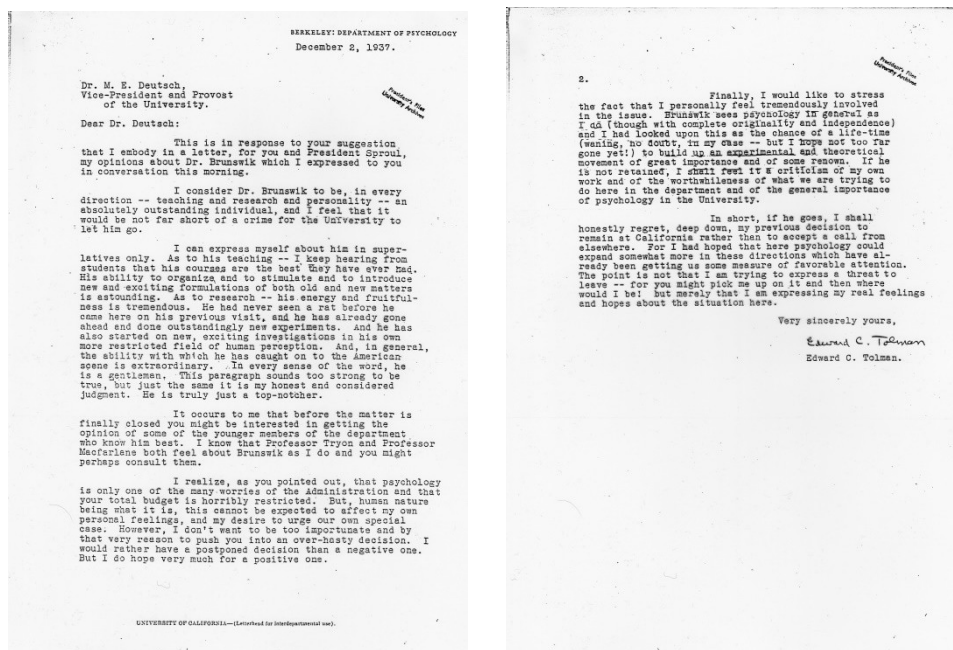 BERKELEY: DEPARTMENT OF PSYCHOLOGY
December 2, 1937.
President's Files
University Archives
Dr. M. E. Deutsch,
Vice-President and Provost
of the University.
Dear Dr. Deutsch:
This is in response to your suggestion
that I embody in a letter, for you and President Sproul,
my opinions about Dr. Brunswik which I expressed to you
in conversation this morning.
I consider Dr. Brunswik to be, in every
direction -- teaching and research and personality -- an
absolutely outstanding individual, and I feel that it
would be not far short of a crime for the University to
let him go.
I can express myself about him in super-
latives only. As to his teaching -- I keep hearing from
students that his courses are the best they have ever had.
His ability to organize and to stimulate and to introduce
new and exciting formulations of both old and new matters
is astounding. As to research -- his energy and fruitful-
ness is tremendous. He had never seen a rat before he
came here on his previous visit, and he has already gone
ahead and done outstandingly new experiments. And he has
also started on new, exciting investigations in his own
more restricted field of human perception. And, in general,
the ability with which he has caught on to the American
scene is extraordinary. In every sense of the word, he
is a gentleman. This paragraph sounds too strong to be
true, but just the same it is my honest and considered
judgment. He is truly just a top-notcher.
It occurs to me that before the matter is
finally closed you might be interested in getting the
opinion of some of the younger members of the department
who know him best. I know that Professor Tryon and Professor
Macfarlane both feel about Brunswik as I do and you might
perhaps consult them.
I realize, as you pointed out, that psychology
is only one of the many worries of the Administration and that
your total budget is horribly restricted. But, human nature
being what it is, this cannot be expected to affect my own
personal feelings, and my desire to urge our own special
case. However, I don't want to be too importunate and by
that very reason to push you into an over-hasty decision. I
would rather have a postponed decision than a negative one.
But I do hope very much for a positive one.
UNIVERSITY OF CALIFORNIA—(Letterhead for interdepartmental use).
President's Files
University Archives
2.
Finally, I would like to stress
the fact that I personally feel tremendously involved
in the issue. Brunswik sees psychology in general as
I do (though with complete originality and independence)
and I had looked upon this as the chance of a life-time
(waning, no doubt, in my case -- but I hope not too far
gone yet!) to build up an experimental and theoretical
movement of great importance and of some renown. If he
is not retained, I shall feel it a criticism of my own
work and of the worthwhileness of what we are trying to
do here in the department and of the general importance
of psychology in the University.
In short, if he goes, I shall
honestly regret, deep down, my previous decision to
remain at California rather than to accept a call from
elsewhere. For I had hoped that here psychology could
expand somewhat more in these directions which have al-
ready been getting us some measure of favorable attention.
The point is not that I am trying to express a threat to
leave -- for you might pick me up on it and then where
would I be! but merely that I am expressing my real feelings
and hopes about the situation here.
Very sincerely yours,
Edward C. Tolman
Edward C. Tolman.